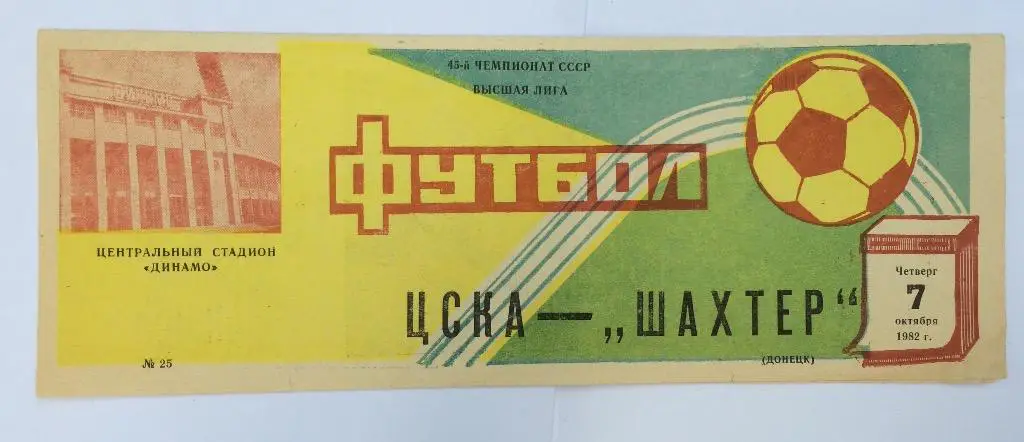 45-й ЧЕМПИОНАТ СССР
ВЫСШАЯ ЛИГА
ФУТБОЛ
ЦЕНТРАЛЬНЫЙ СТАДИОН
«ДИНАМО»
ЦСКА — „ШАХТЕР“
(ДОНЕЦК)
Четверг
7
октября
1982 г.
№ 25